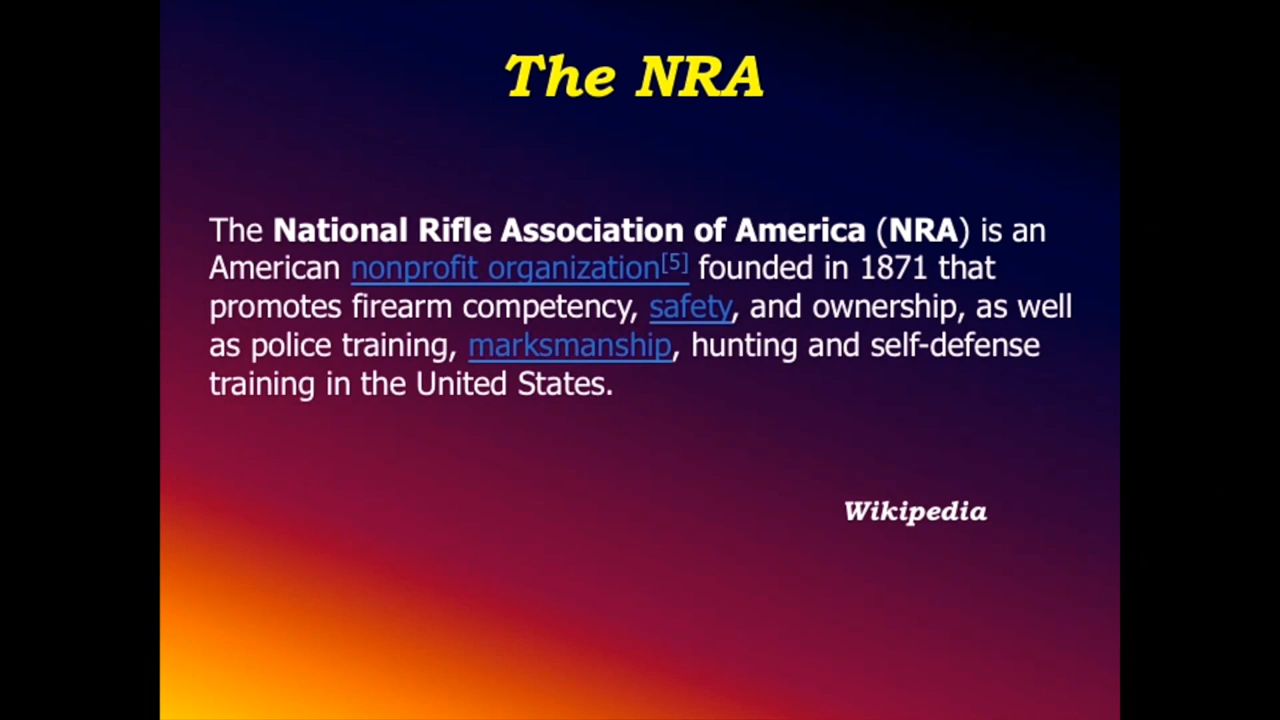 The NRA
The National Rifle Association of America (NRA) is an
American nonprofit organization[5] founded in 1871 that
promotes firearm competency, safety, and ownership, as well
as police training, marksmanship, hunting and self-defense
training in the United States.
Wikipedia